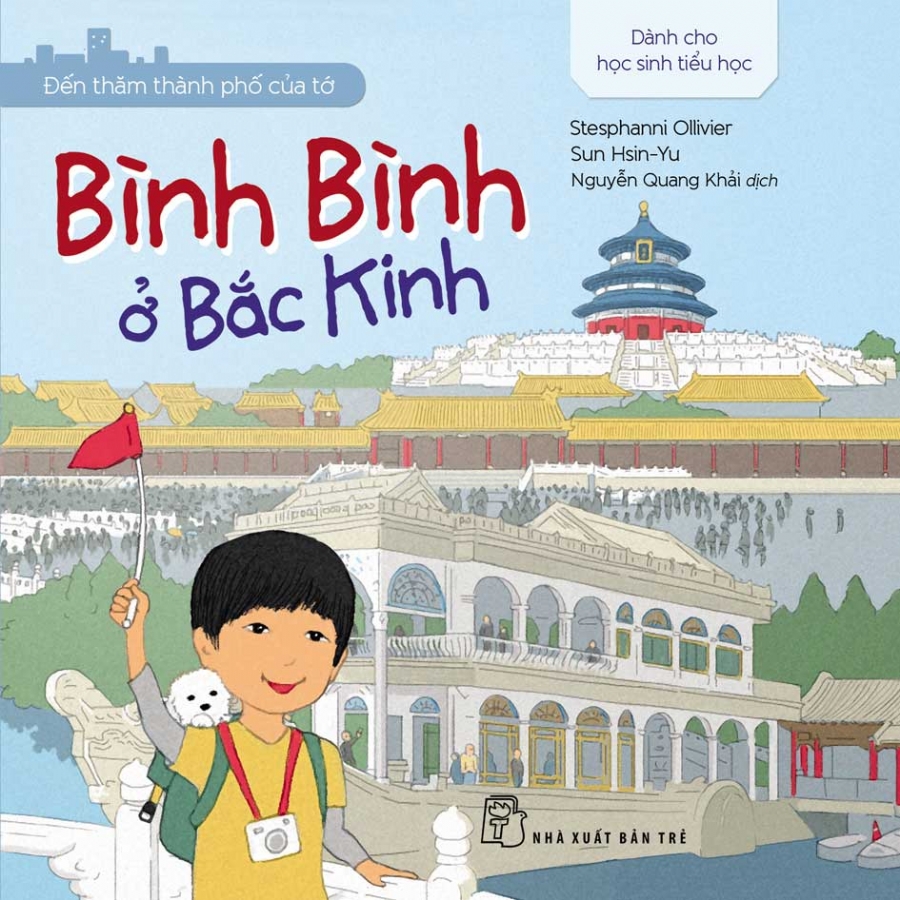 Dành cho
học sinh tiểu học
Đến thăm thành phố của tớ
Stesphanni Ollivier
Sun Hsin-Yu
Nguyễn Quang Khải dịch
Bình Bình
ở Bắc Kinh
NHÀ XUẤT BẢN TRẺ